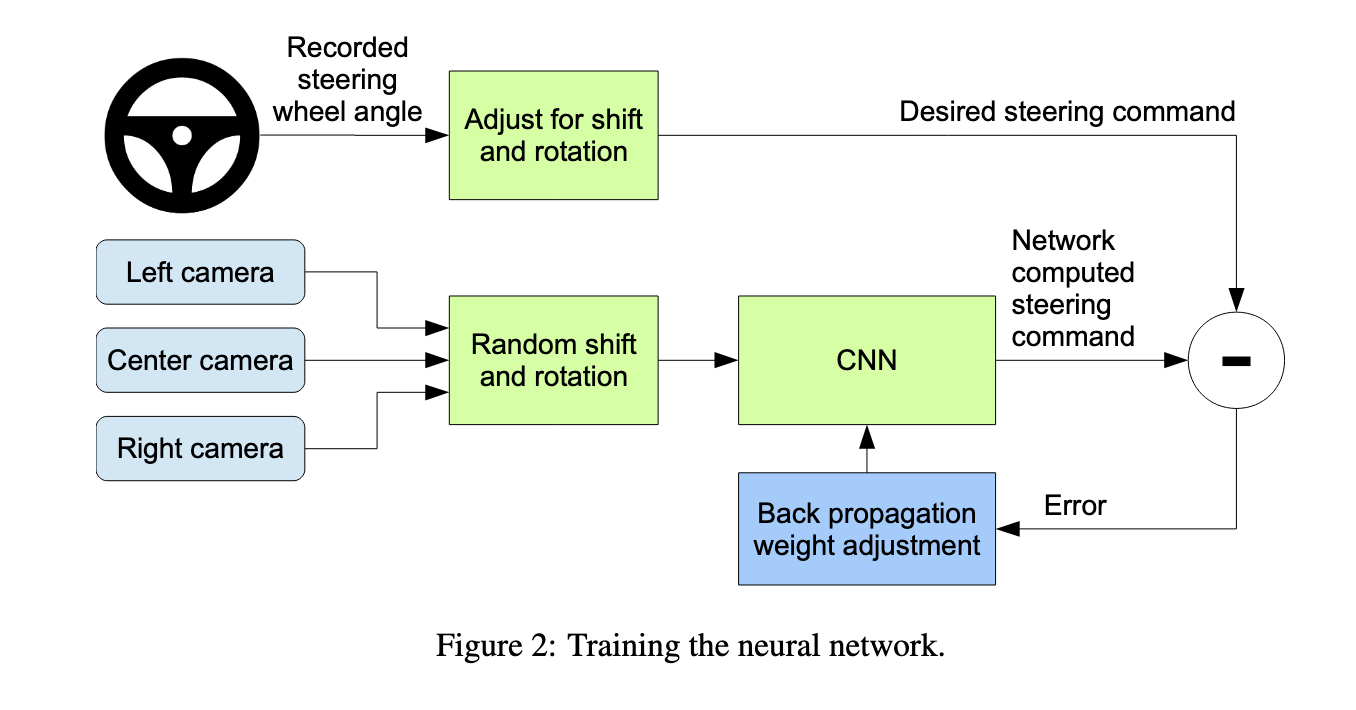 Recorded
steering
wheel angle
Adjust for shift
and rotation
Desired steering command
Left camera
Center camera
Right camera
Random shift
and rotation
CNN
Network
computed
steering
command
-
Back propagation
weight adjustment
Error
Figure 2: Training the neural network.